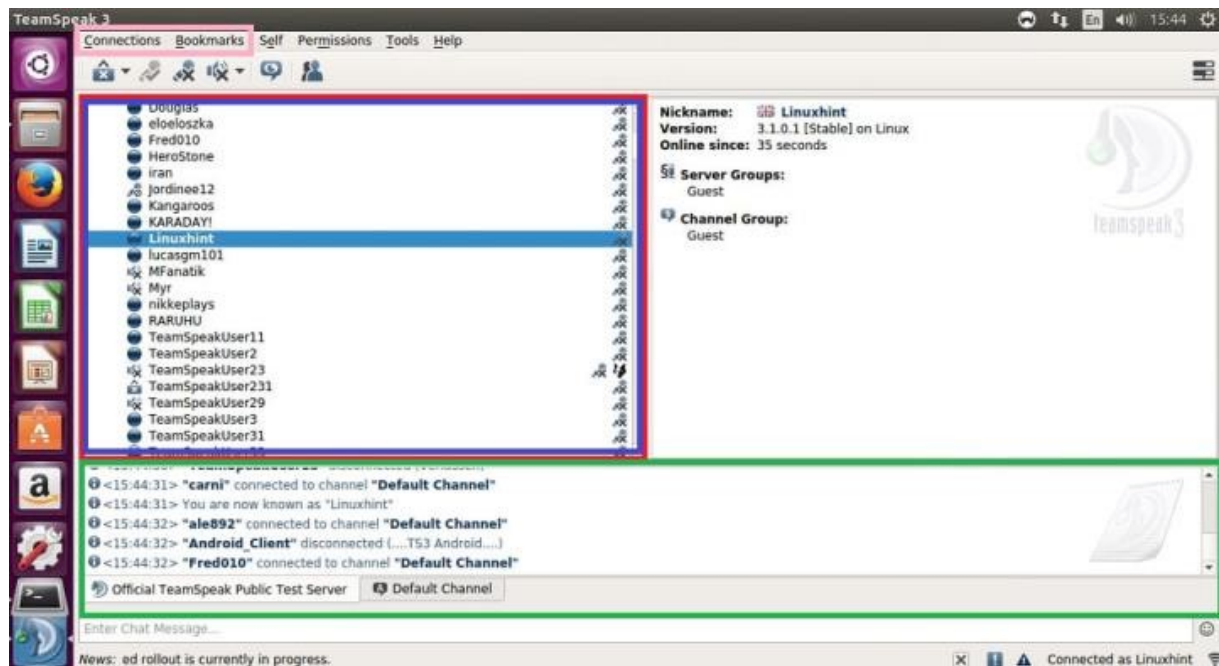 TeamSpeak 3
En 15:44
Connections Bookmarks Self Permissions Tools Help
Douglas
eloeloszka
Fred010
HeroStone
iran
Jordinee12
Kangaroos
KARADAY!
Linuxhint
lucasgm101
MFanatik
Myr
nikkeplays
RARUHU
TeamSpeakUser11
TeamSpeakUser2
TeamSpeakUser23
TeamSpeakUser231
TeamSpeakUser29
TeamSpeakUser3
TeamSpeakUser31
Nickname: Linuxhint
Version: 3.1.0.1 [Stable] on Linux
Online since: 35 seconds
Server Groups:
Guest
Channel Group:
Guest
teamspeak 3
<15:44:31> "carni" connected to channel "Default Channel"
<15:44:31> You are now known as "Linuxhint"
<15:44:32> "ale892" connected to channel "Default Channel"
<15:44:32> "Android_Client" disconnected (....TS3 Android....)
<15:44:32> "Fred010" connected to channel "Default Channel"
Official TeamSpeak Public Test Server Default Channel
Enter Chat Message...
News: ed rollout is currently in progress. Connected as Linuxhint